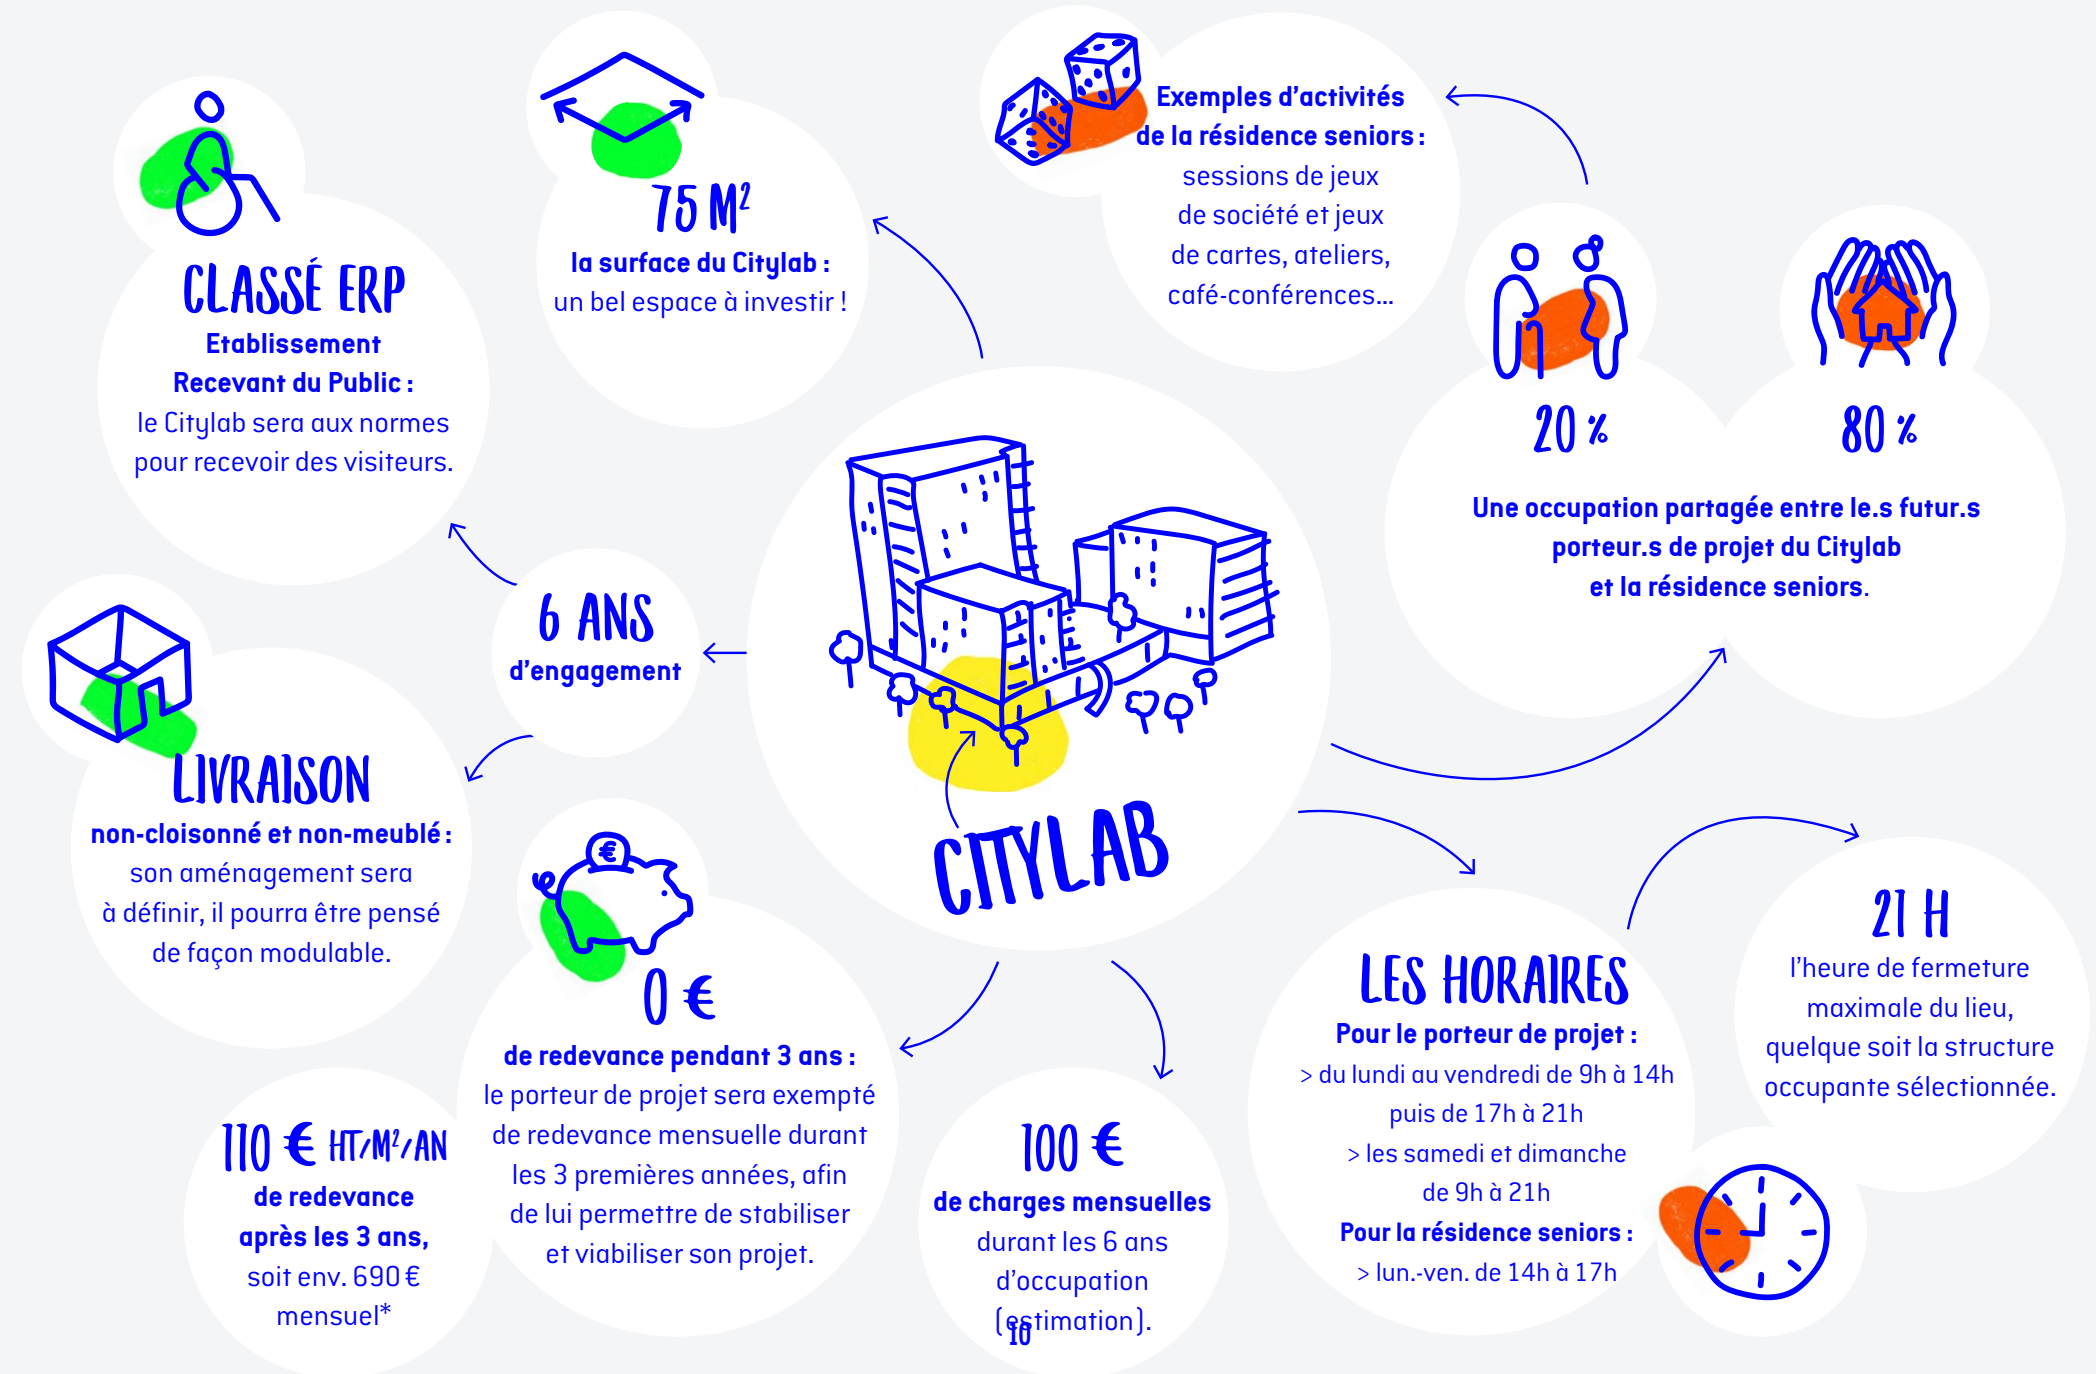 CLASSÉ ERP
Etablissement
Recevant du Public :
le Citylab sera aux normes
pour recevoir des visiteurs.
75 M²
la surface du Citylab :
un bel espace à investir !
Exemples d'activités
de la résidence seniors :
sessions de jeux
de société et jeux
de cartes, ateliers,
café-conférences...
20 %
80 %
Une occupation partagée entre le.s futur.s
porteur.s de projet du Citylab
et la résidence seniors.
6 ANS
d'engagement
LIVRAISON
non-cloisonné et non-meublé :
son aménagement sera
à définir, il pourra être pensé
de façon modulable.
CITYLAB
€
0 €
de redevance pendant 3 ans :
le porteur de projet sera exempté
de redevance mensuelle durant
les 3 premières années, afin
de lui permettre de stabiliser
et viabiliser son projet.
110 € HT/M²/AN
de redevance
après les 3 ans,
soit env. 690 €
mensuel*
100 €
de charges mensuelles
durant les 6 ans
d'occupation
(estimation).
LES HORAIRES
Pour le porteur de projet :
> du lundi au vendredi de 9h à 14h
puis de 17h à 21h
> les samedi et dimanche
de 9h à 21h
Pour la résidence seniors :
> lun.-ven. de 14h à 17h
21 H
l'heure de fermeture
maximale du lieu,
quelque soit la structure
occupante sélectionnée.
10